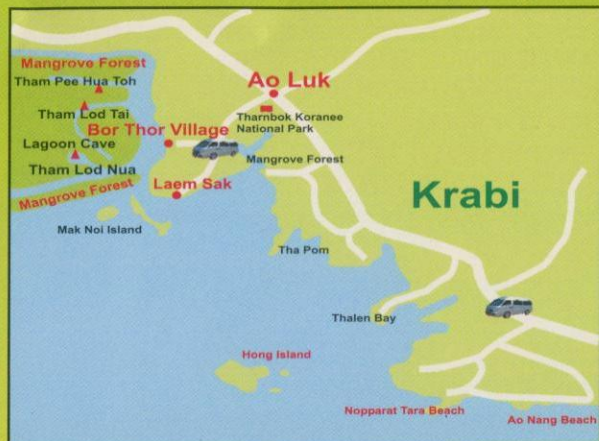 Mangrove Forest
Tham Pee Hua Toh
Ao Luk
Tham Lod Tai
Tharnbok Koranee
National Park
Bor Thor Village
Lagoon Cave
Mangrove Forest
Tham Lod Nua
Laem Sak
Mangrove Forest
Krabi
Mak Noi Island
Tha Pom
Thalen Bay
Hong Island
Nopparat Tara Beach
Ao Nang Beach